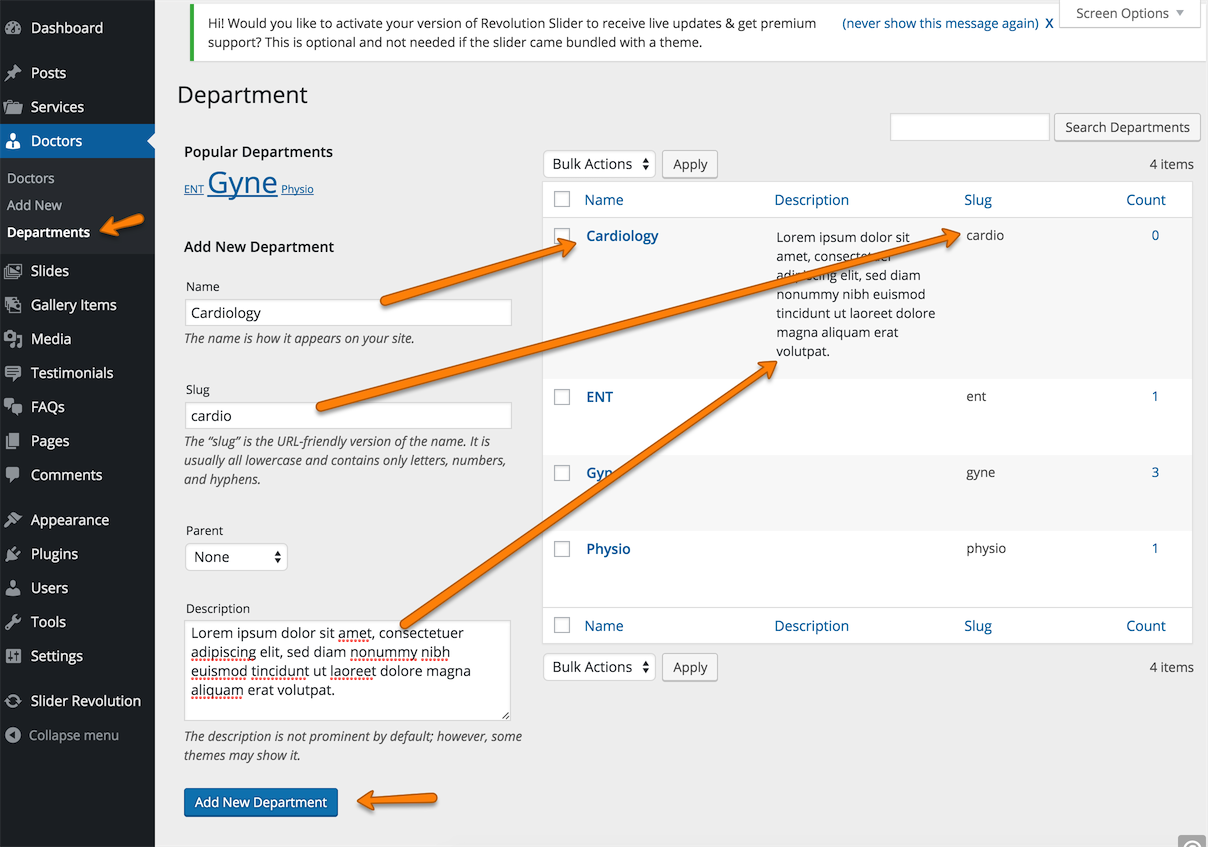 Dashboard
Posts
Services
Doctors
Doctors
Add New
Departments
Slides
Gallery Items
Media
Testimonials
FAQs
Pages
Comments
Appearance
Plugins
Users
Tools
Settings
Slider Revolution
Collapse menu
Hi! Would you like to activate your version of Revolution Slider to receive live updates & get premium
support? This is optional and not needed if the slider came bundled with a theme.
(never show this message again) X
Screen Options
Department
Search Departments
Popular Departments
ENT Gyne Physio
Add New Department
Name
Cardiology
The name is how it appears on your site.
Slug
cardio
The “slug” is the URL-friendly version of the name. It is
usually all lowercase and contains only letters, numbers,
and hyphens.
Parent
None
Description
Lorem ipsum dolor sit amet, consectetuer
adipiscing elit, sed diam nonummy nibh
euismod tincidunt ut laoreet dolore magna
aliquam erat volutpat.
The description is not prominent by default; however, some
themes may show it.
Add New Department
Bulk Actions Apply
4 items
Name Description Slug Count
Cardiology
Lorem ipsum dolor sit
amet, consectetuer
adipiscing elit, sed diam
nonummy nibh euismod
tincidunt ut laoreet dolore
magna aliquam erat
volutpat.
cardio
0
ENT ent 1
Gyne gyne 3
Physio physio 1
Name Description Slug Count
Bulk Actions Apply
4 items